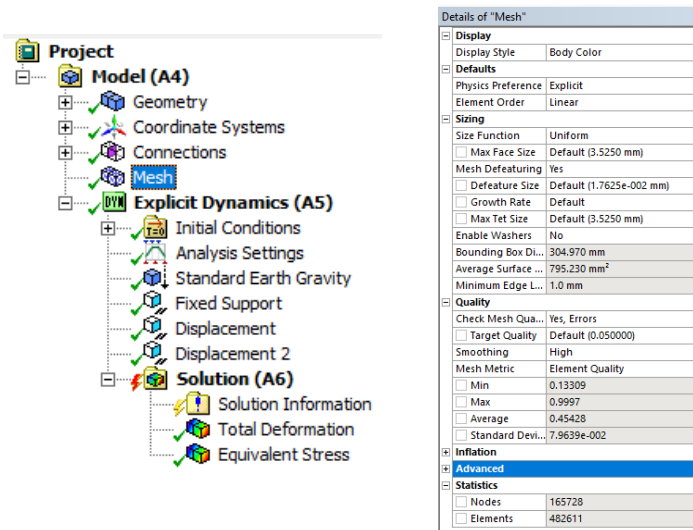 Project
Model (A4)
Geometry
Coordinate Systems
Connections
Mesh
DYN Explicit Dynamics (A5)
T=0 Initial Conditions
Analysis Settings
Standard Earth Gravity
Fixed Support
Displacement
Displacement 2
Solution (A6)
Solution Information
Total Deformation
Equivalent Stress
Details of "Mesh"
Display
Display Style Body Color
Defaults
Physics Preference Explicit
Element Order Linear
Sizing
Size Function Uniform
Max Face Size Default (3.5250 mm)
Mesh Defeaturing Yes
Defeature Size Default (1.7625e-002 mm)
Growth Rate Default
Max Tet Size Default (3.5250 mm)
Enable Washers No
Bounding Box Di... 304.970 mm
Average Surface ... 795.230 mm²
Minimum Edge L... 1.0 mm
Quality
Check Mesh Qua... Yes, Errors
Target Quality Default (0.050000)
Smoothing High
Mesh Metric Element Quality
Min 0.13309
Max 0.9997
Average 0.45428
Standard Devi... 7.9639e-002
Inflation
Advanced
Statistics
Nodes 165728
Elements 482611